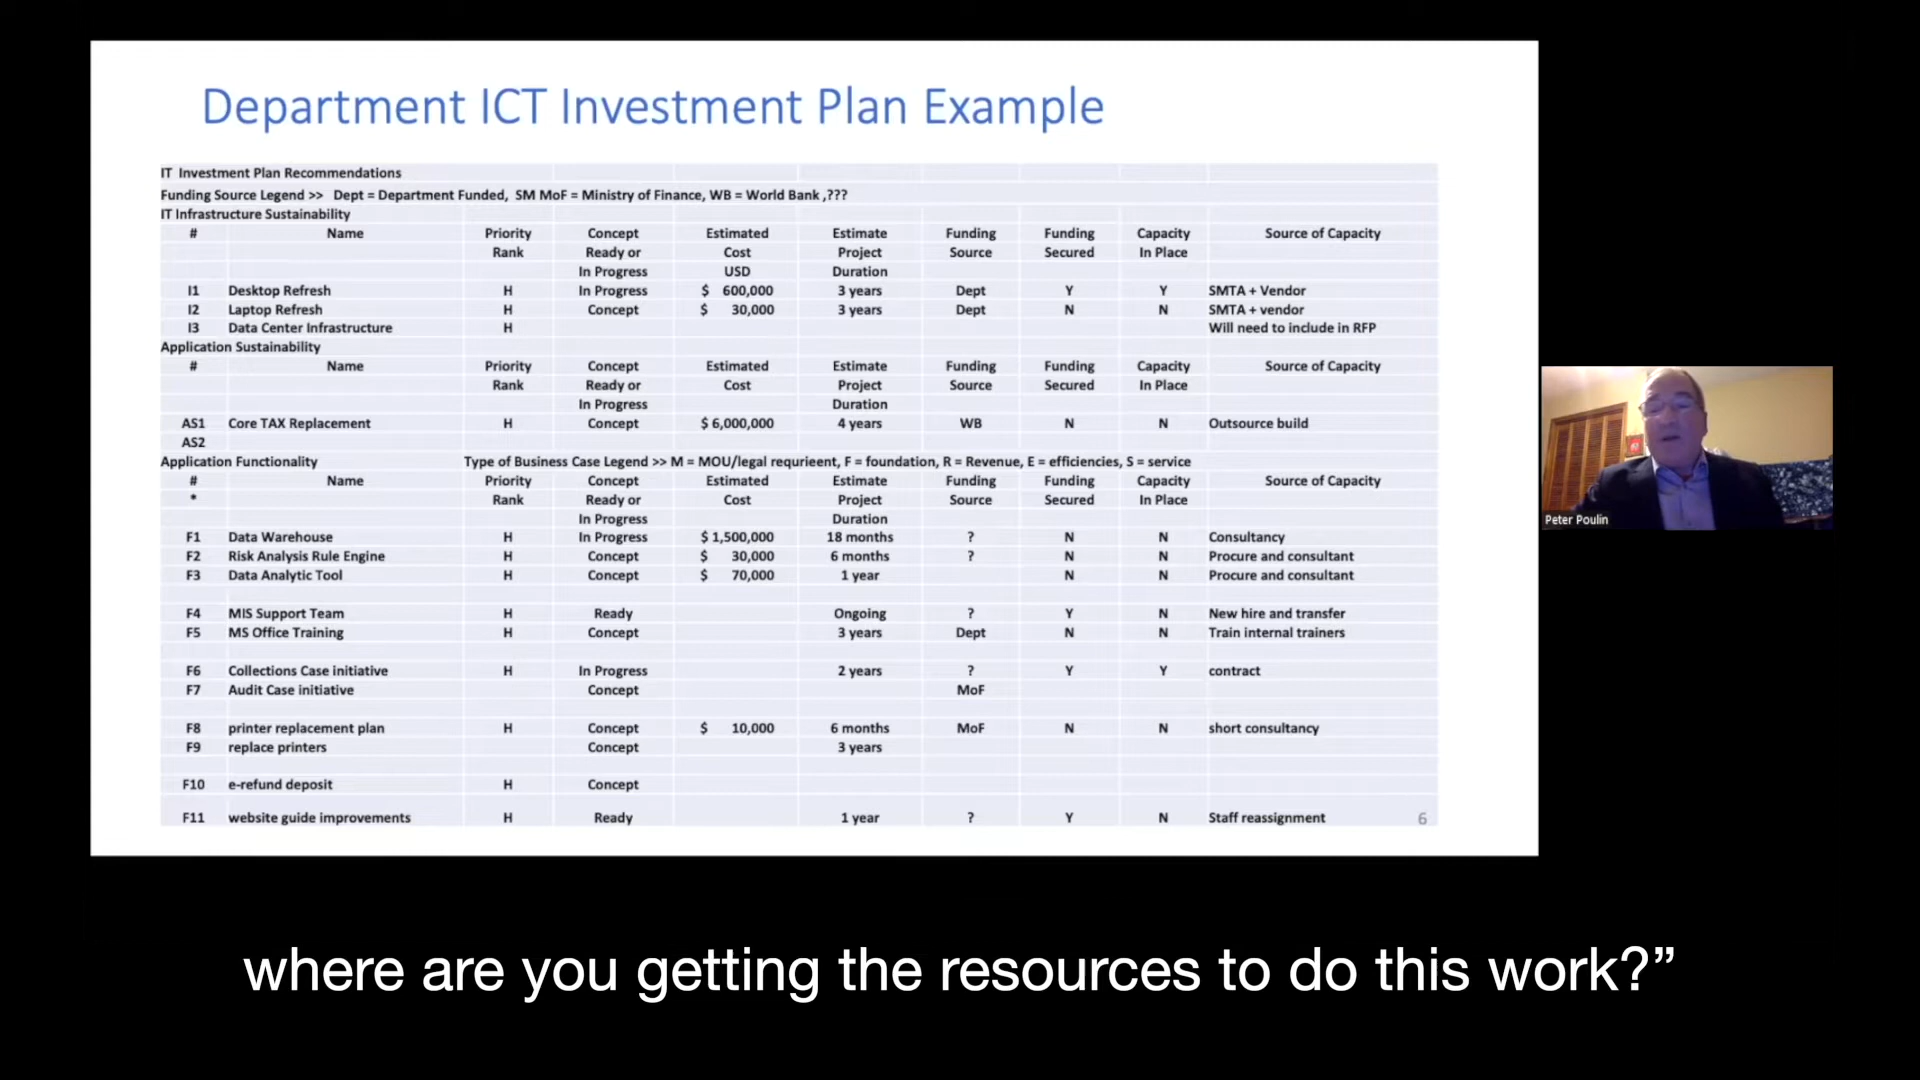 Department ICT Investment Plan Example
IT Investment Plan Recommendations
Funding Source Legend >> Dept = Department Funded, SM MoF = Ministry of Finance, WB = World Bank ,???
IT Infrastructure Sustainability
# Name Priority Concept Estimated Estimate Funding Funding Capacity Source of Capacity
Rank Ready or Cost Project Source Secured In Place
In Progress USD Duration
I1 Desktop Refresh H In Progress $ 600,000 3 years Dept Y Y SMTA + Vendor
I2 Laptop Refresh H Concept $ 30,000 3 years Dept N N SMTA + vendor
I3 Data Center Infrastructure H Will need to include in RFP
Application Sustainability
# Name Priority Concept Estimated Estimate Funding Funding Capacity Source of Capacity
Rank Ready or Cost Project Source Secured In Place
In Progress Duration
AS1 Core TAX Replacement H Concept $ 6,000,000 4 years WB N N Outsource build
AS2
Application Functionality Type of Business Case Legend >> M = MOU/legal requrieent, F = foundation, R = Revenue, E = efficiencies, S = service
# Name Priority Concept Estimated Estimate Funding Funding Capacity Source of Capacity
* Rank Ready or Cost Project Source Secured In Place
In Progress Duration
F1 Data Warehouse H In Progress $ 1,500,000 18 months ? N N Consultancy
F2 Risk Analysis Rule Engine H Concept $ 30,000 6 months ? N N Procure and consultant
F3 Data Analytic Tool H Concept $ 70,000 1 year N N Procure and consultant
F4 MIS Support Team H Ready Ongoing ? Y N New hire and transfer
F5 MS Office Training H Concept 3 years Dept N N Train internal trainers
F6 Collections Case initiative H In Progress 2 years ? Y Y contract
F7 Audit Case initiative Concept MoF
F8 printer replacement plan H Concept $ 10,000 6 months MoF N N short consultancy
F9 replace printers Concept 3 years
F10 e-refund deposit H Concept
F11 website guide improvements H Ready 1 year ? Y N Staff reassignment 6
Peter Poulin
where are you getting the resources to do this work?”